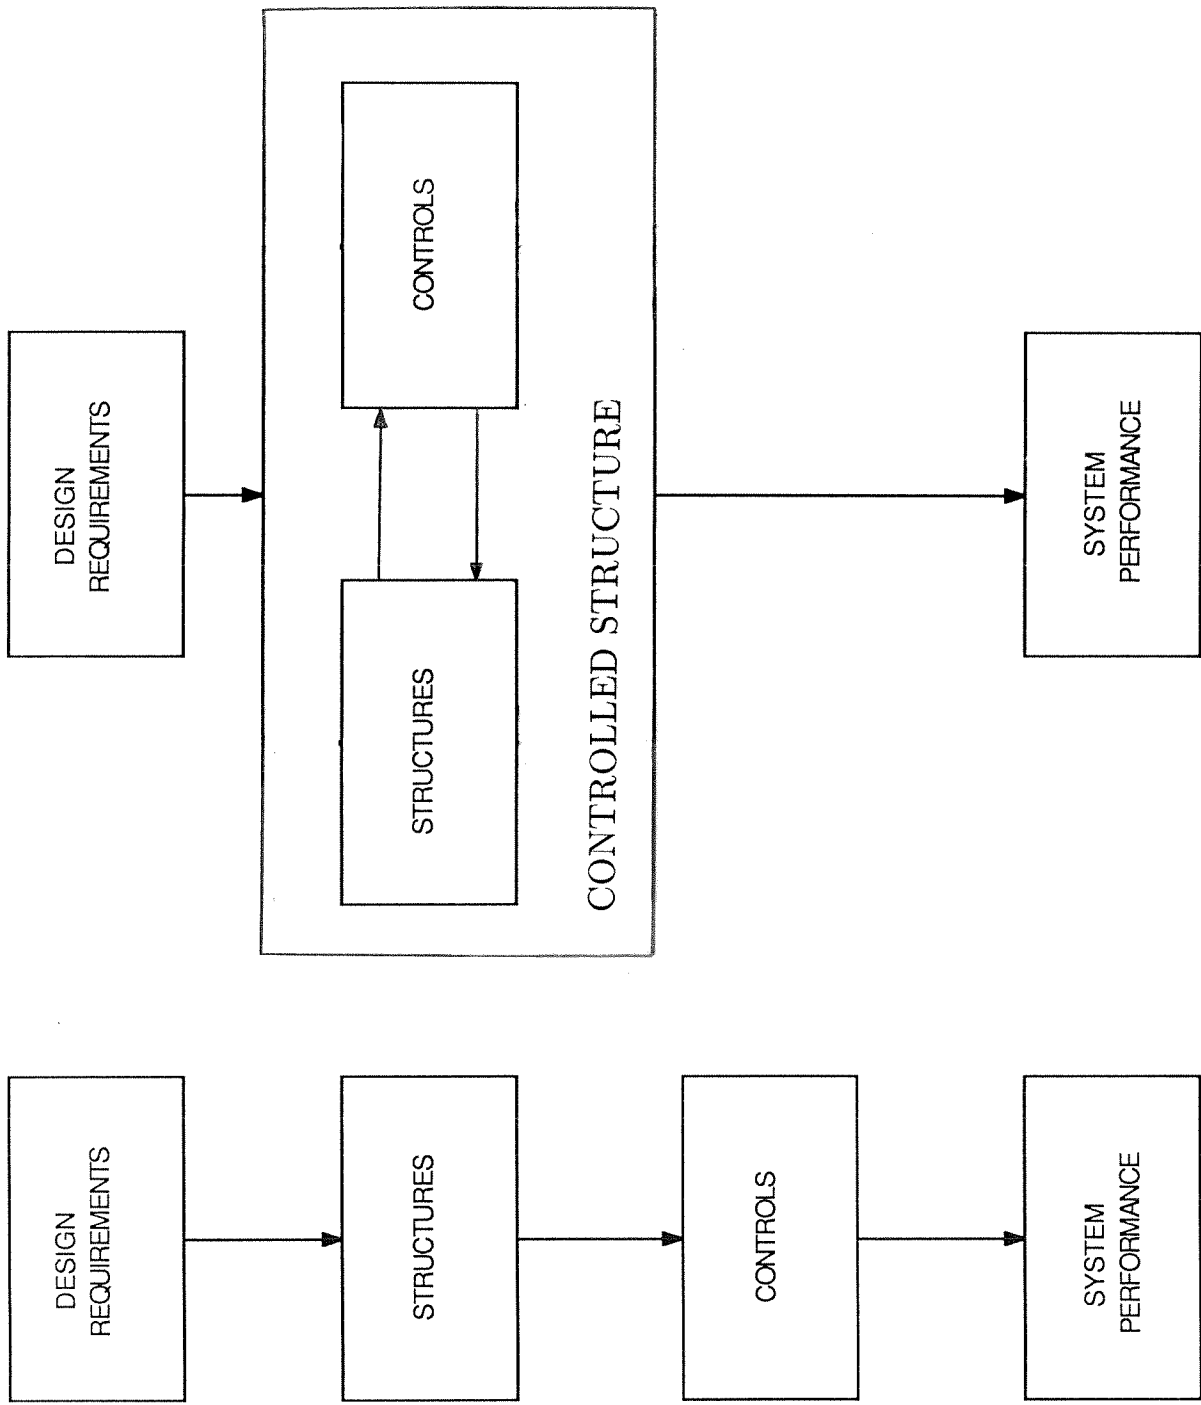 DESIGN
REQUIREMENTS
STRUCTURES
CONTROLS
SYSTEM
PERFORMANCE
DESIGN
REQUIREMENTS
STRUCTURES
CONTROLS
CONTROLLED STRUCTURE
SYSTEM
PERFORMANCE